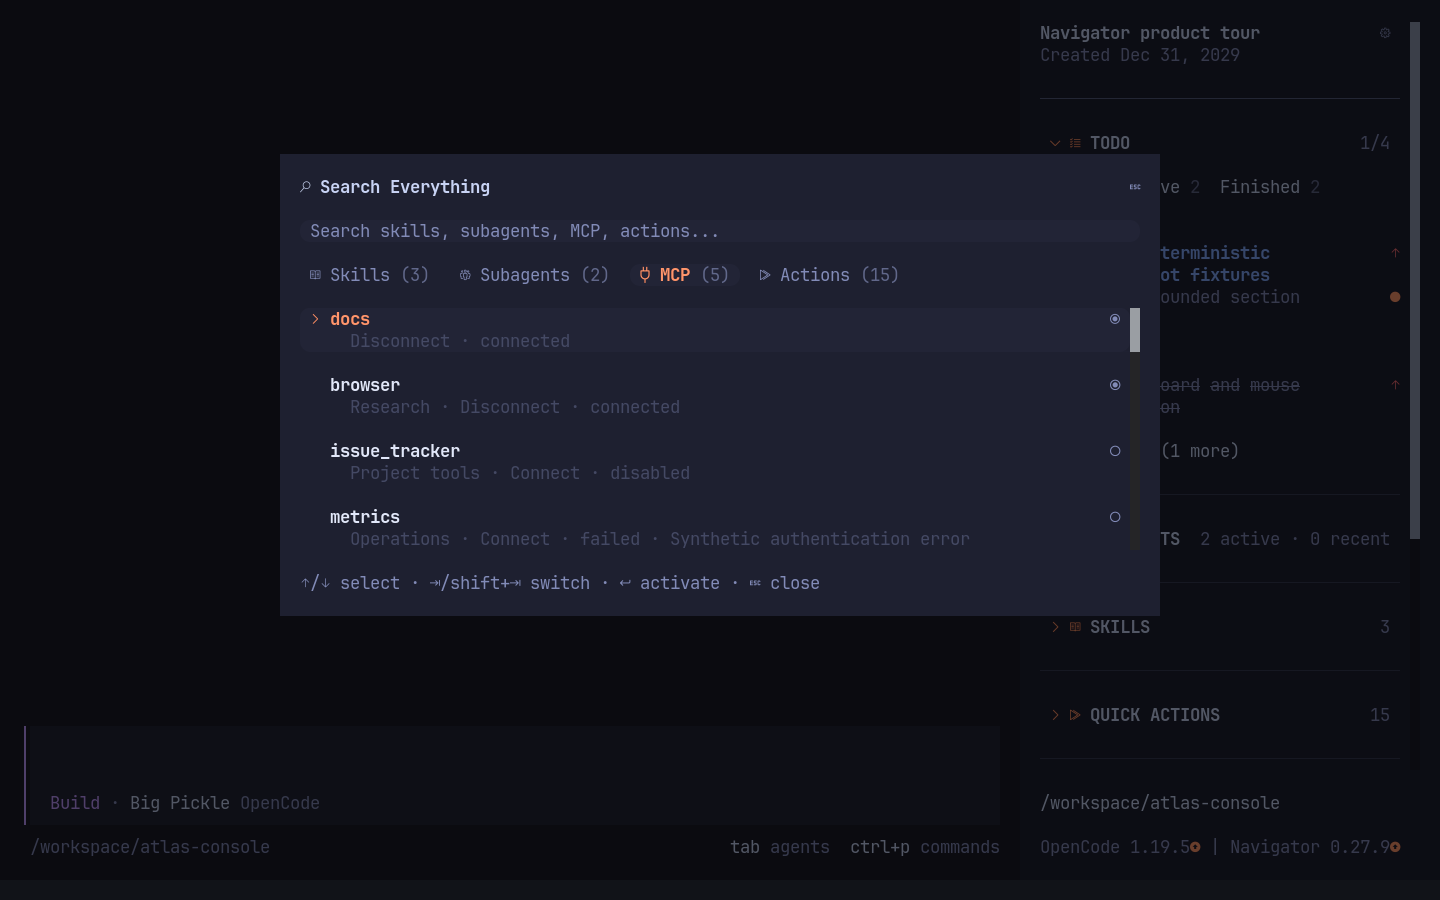 Navigator product tour
Created Dec 31, 2029
TODO 1/4
ve 2 Finished 2
terministic
ot fixtures
ounded section
oard and mouse
on
(1 more)
TS 2 active · 0 recent
SKILLS 3
QUICK ACTIONS 15
/workspace/atlas-console
OpenCode 1.19.5 | Navigator 0.27.9
Search Everything ESC
Search skills, subagents, MCP, actions...
Skills (3) Subagents (2) MCP (5) Actions (15)
docs
Disconnect · connected
browser
Research · Disconnect · connected
issue_tracker
Project tools · Connect · disabled
metrics
Operations · Connect · failed · Synthetic authentication error
↑/↓ select · ⇥/shift+⇥ switch · ↵ activate · ESC close
Build · Big Pickle OpenCode
/workspace/atlas-console tab agents ctrl+p commands